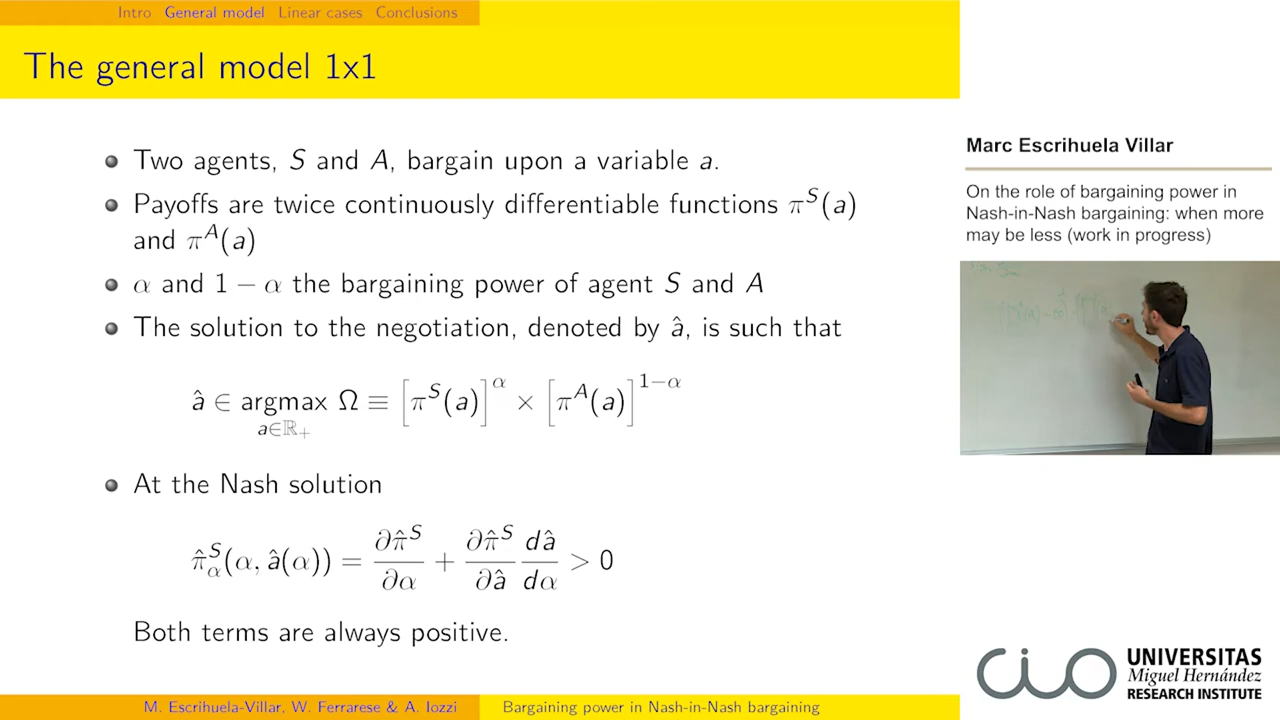 Intro General model Linear cases Conclusions
The general model 1x1
Two agents, S and A, bargain upon a variable a.
Payoffs are twice continuously differentiable functions π^S(a)
and π^A(a)
α and 1 − α the bargaining power of agent S and A
The solution to the negotiation, denoted by â, is such that
â ∈ argmax_{a∈ℝ₊} Ω ≡ [π^S(a)]^α × [π^A(a)]^{1−α}
At the Nash solution
π̂^S_α(α, â(α)) = ∂π̂^S/∂α + ∂π̂^S/∂â dâ/dα > 0
Both terms are always positive.
M. Escrihuela-Villar, W. Ferrarese & A. Iozzi
Bargaining power in Nash-in-Nash bargaining
Marc Escrihuela Villar
On the role of bargaining power in
Nash-in-Nash bargaining: when more
may be less (work in progress)
cio
UNIVERSITAS
Miguel Hernández
RESEARCH INSTITUTE